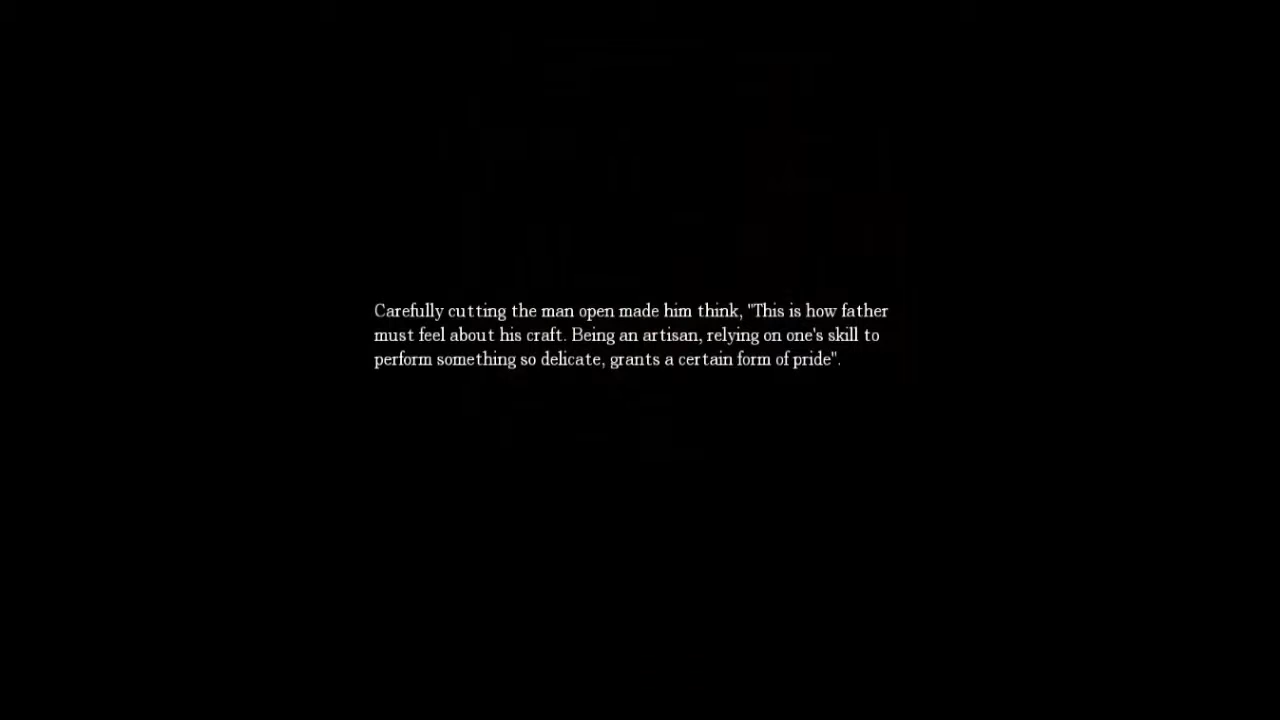 Carefully cutting the man open made him think, "This is how father
must feel about his craft. Being an artisan, relying on one's skill to
perform something so delicate, grants a certain form of pride".